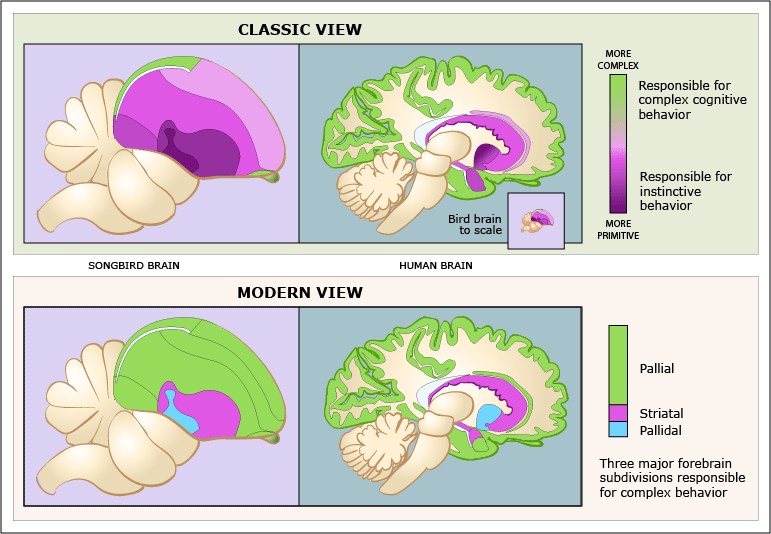 CLASSIC VIEW
MORE
COMPLEX
Responsible for
complex cognitive
behavior
Responsible for
instinctive
behavior
MORE
PRIMITIVE
Bird brain
to scale
SONGBIRD BRAIN
HUMAN BRAIN
MODERN VIEW
Pallial
Striatal
Pallidal
Three major forebrain
subdivisions responsible
for complex behavior